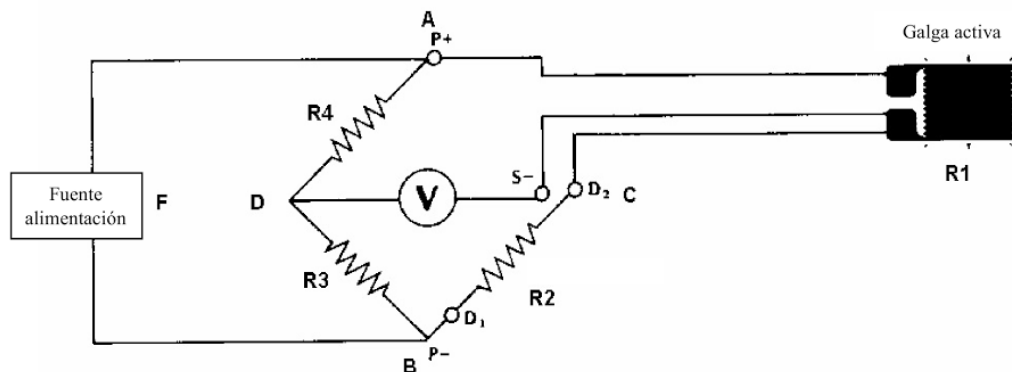 A
P+
Galga activa
R4
R1
Fuente
alimentación
F
D
V
S−
D₂
C
R3
R2
D₁
B
P−